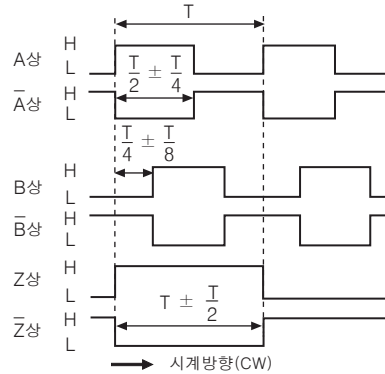 T
A상 H
L
T/2 ± T/4
A̅상 H
L
T/4 ± T/8
B상 H
L
B̅상 H
L
Z상 H
L
T ± T/2
Z̅상 H
L
시계방향(CW)